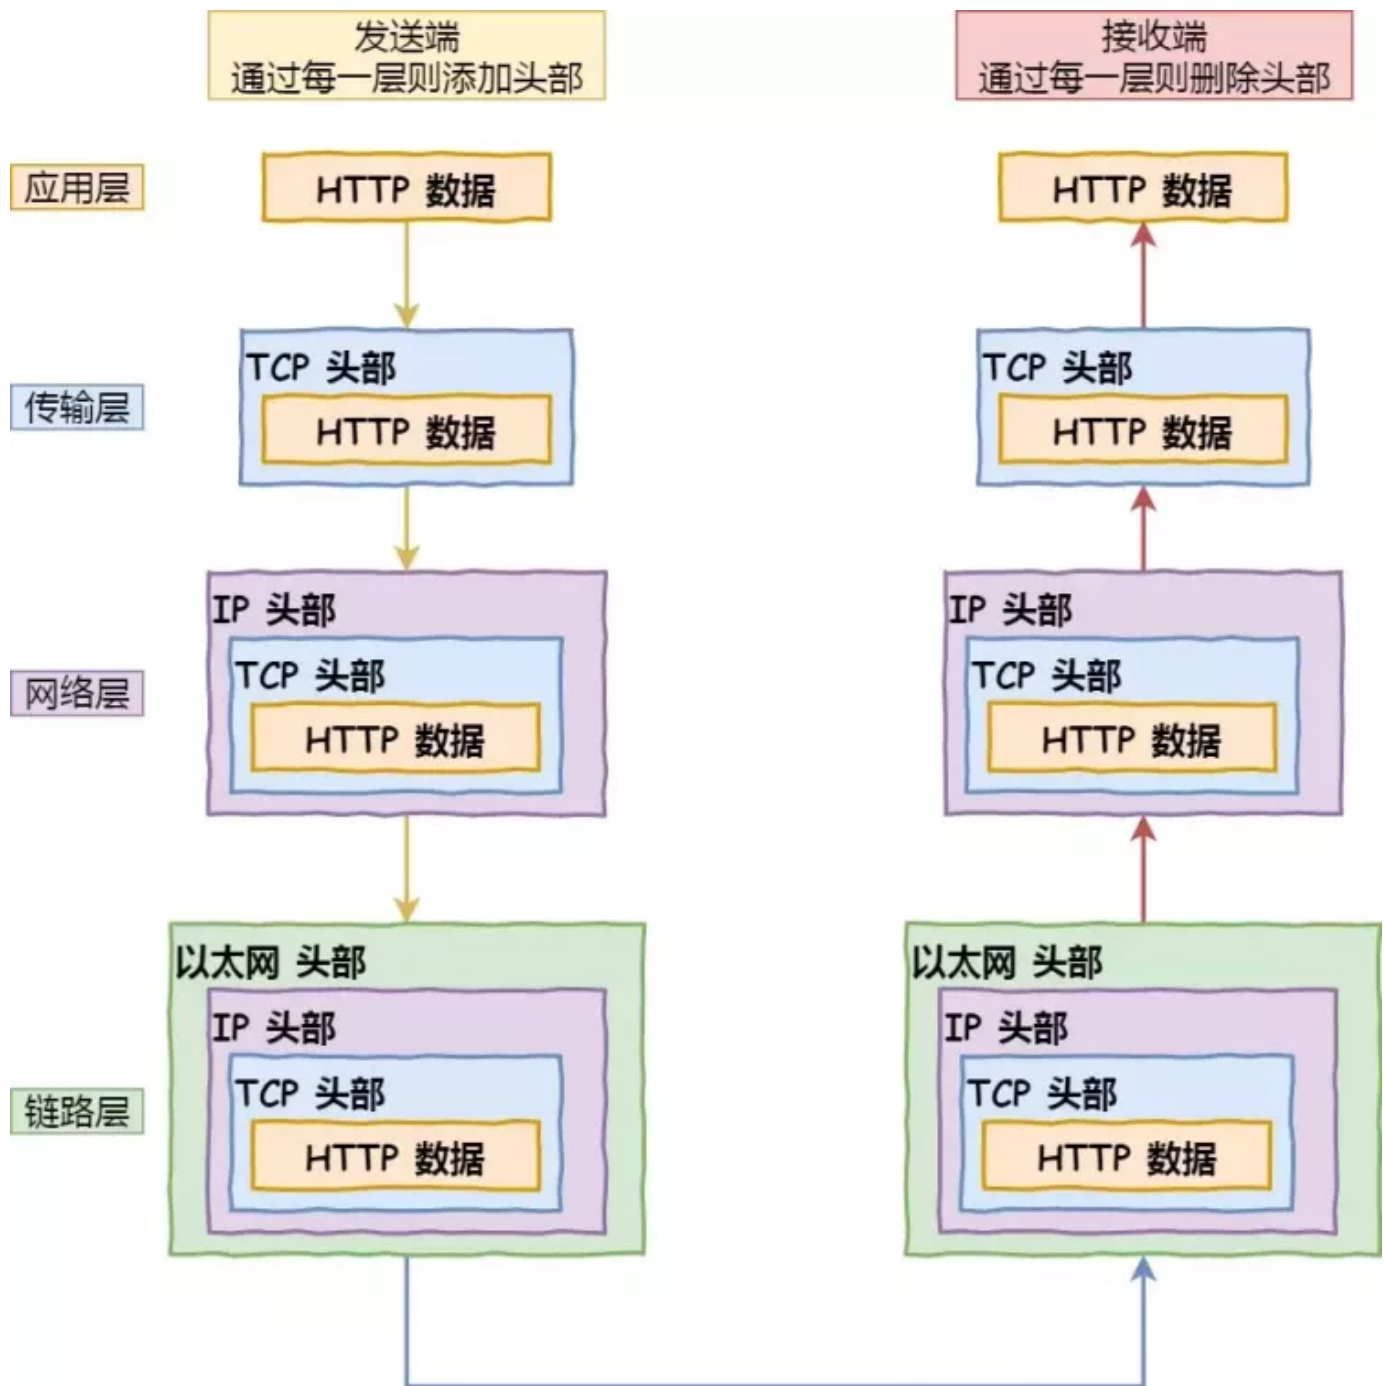 发送端
通过每一层则添加头部
接收端
通过每一层则删除头部
应用层
HTTP 数据
HTTP 数据
传输层
TCP 头部
HTTP 数据
TCP 头部
HTTP 数据
网络层
IP 头部
TCP 头部
HTTP 数据
IP 头部
TCP 头部
HTTP 数据
链路层
以太网 头部
IP 头部
TCP 头部
HTTP 数据
以太网 头部
IP 头部
TCP 头部
HTTP 数据